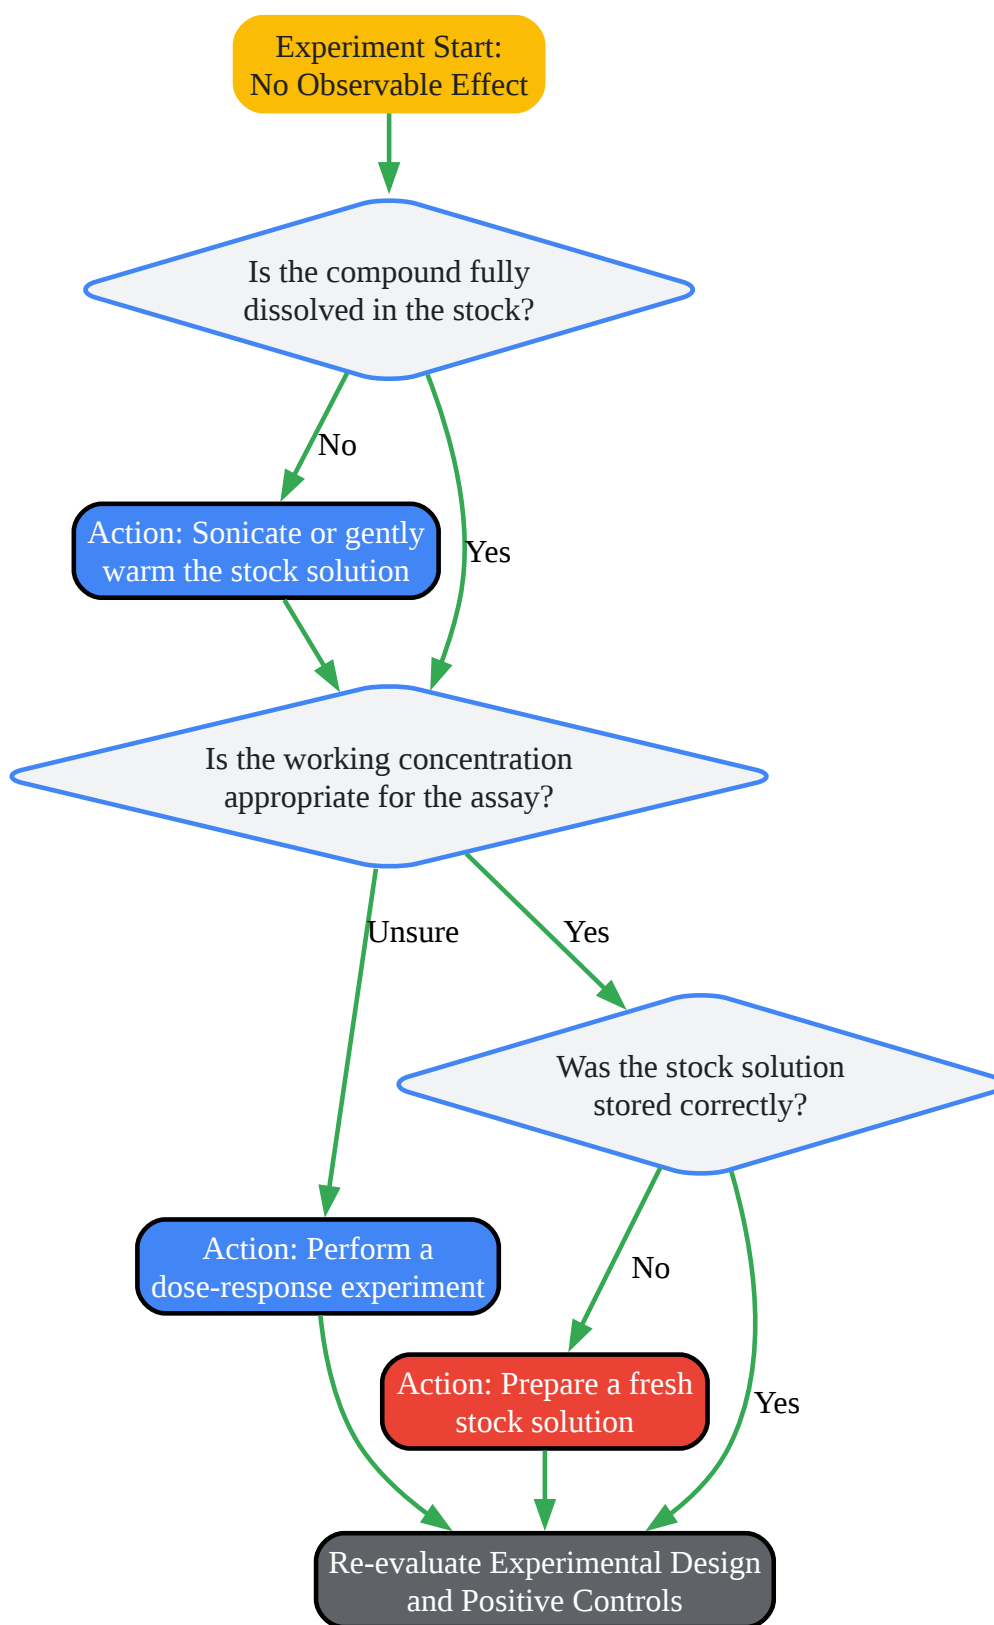 Experiment Start:
No Observable Effect
Is the compound fully
dissolved in the stock?
No
Action: Sonicate or gently
warm the stock solution
Yes
Is the working concentration
appropriate for the assay?
Unsure
Yes
Was the stock solution
stored correctly?
Action: Perform a
dose-response experiment
No
Action: Prepare a fresh
stock solution
Yes
Re-evaluate Experimental Design
and Positive Controls